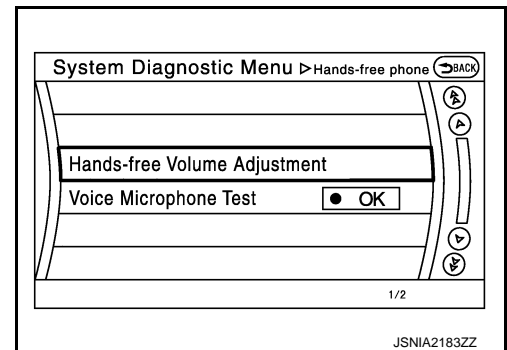 System Diagnostic Menu ▷Hands-free phone BACK
Hands-free Volume Adjustment
Voice Microphone Test ● OK
1/2
JSNIA2183ZZ